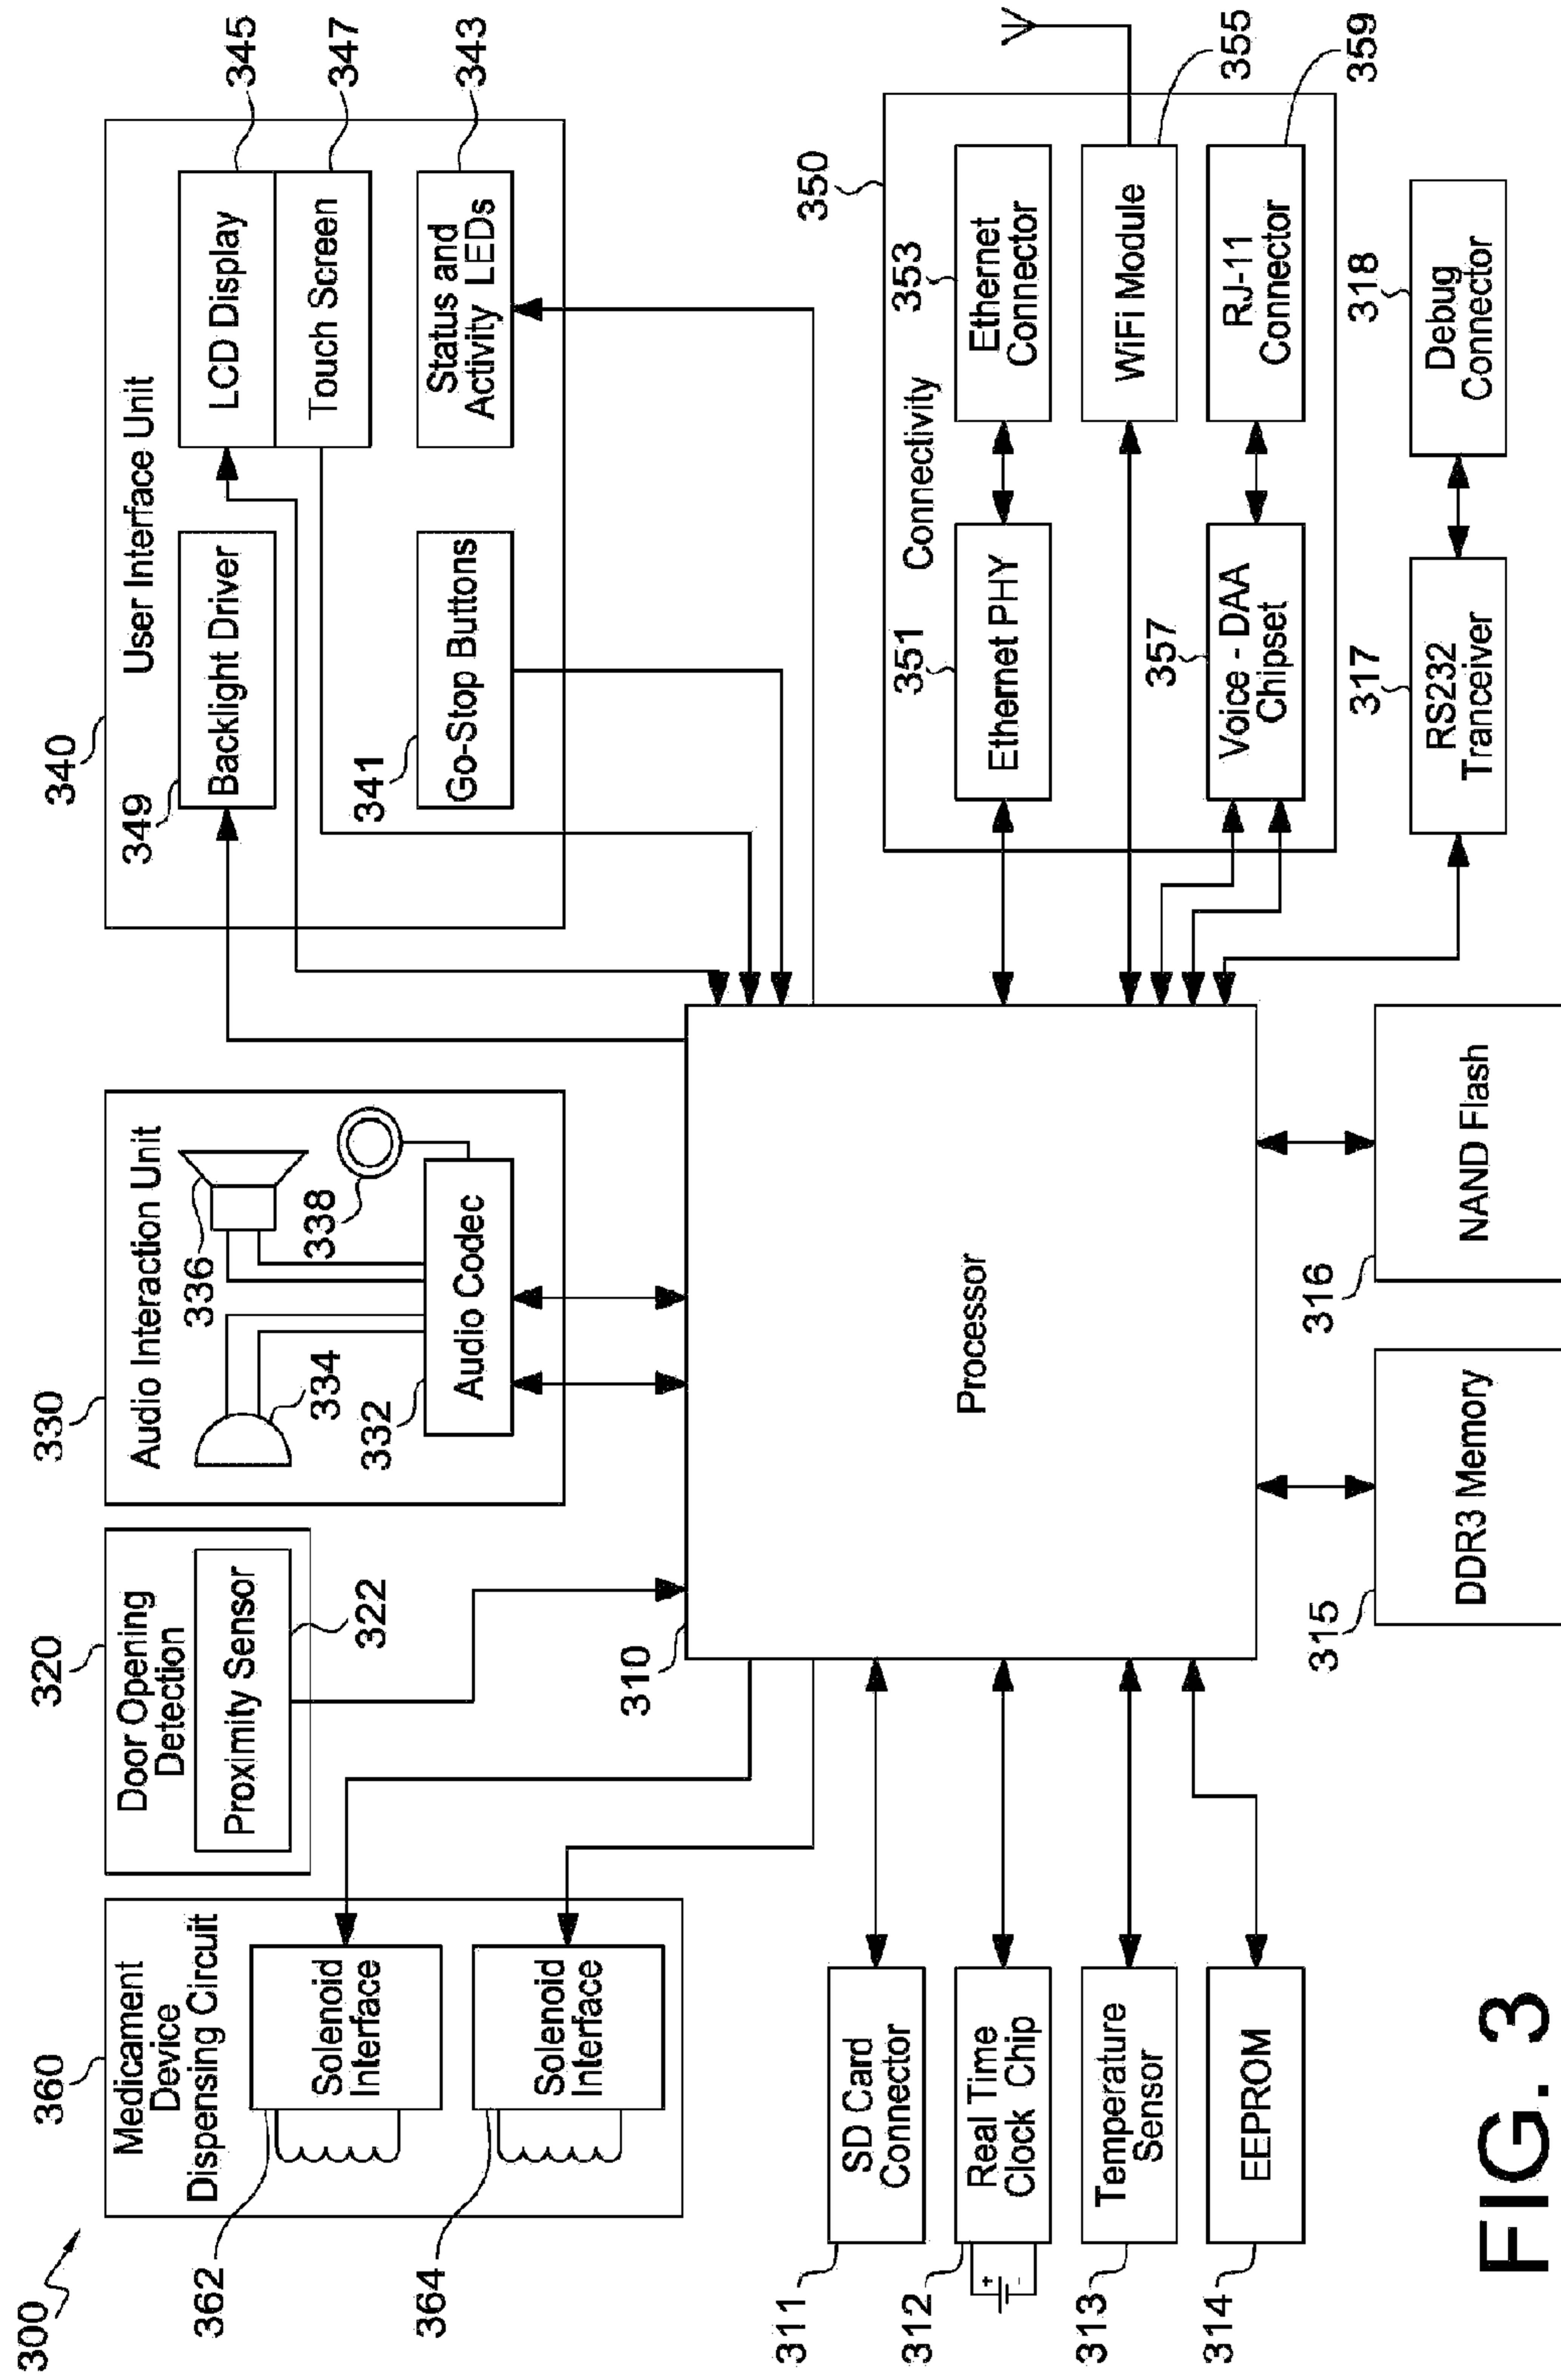 300
360
Medicament
Device
Dispensing Circuit
362
Solenoid
Interface
364
Solenoid
Interface
320
Door Opening
Detection
Proximity Sensor
322
330
Audio Interaction Unit
334
336
338
332
Audio Codec
340
User Interface Unit
349
Backlight Driver
LCD Display
345
Touch Screen
347
341
Go-Stop Buttons
Status and
Activity LEDs
343
310
Processor
350
Connectivity
351
Ethernet PHY
353
Ethernet
Connector
WiFi Module
355
357
Voice - DAA
Chipset
RJ-11
Connector
359
317
RS232
Tranceiver
318
Debug
Connector
311
SD Card
Connector
312
Real Time
Clock Chip
+
-
313
Temperature
Sensor
314
EEPROM
315
DDR3 Memory
316
NAND Flash
FIG. 3